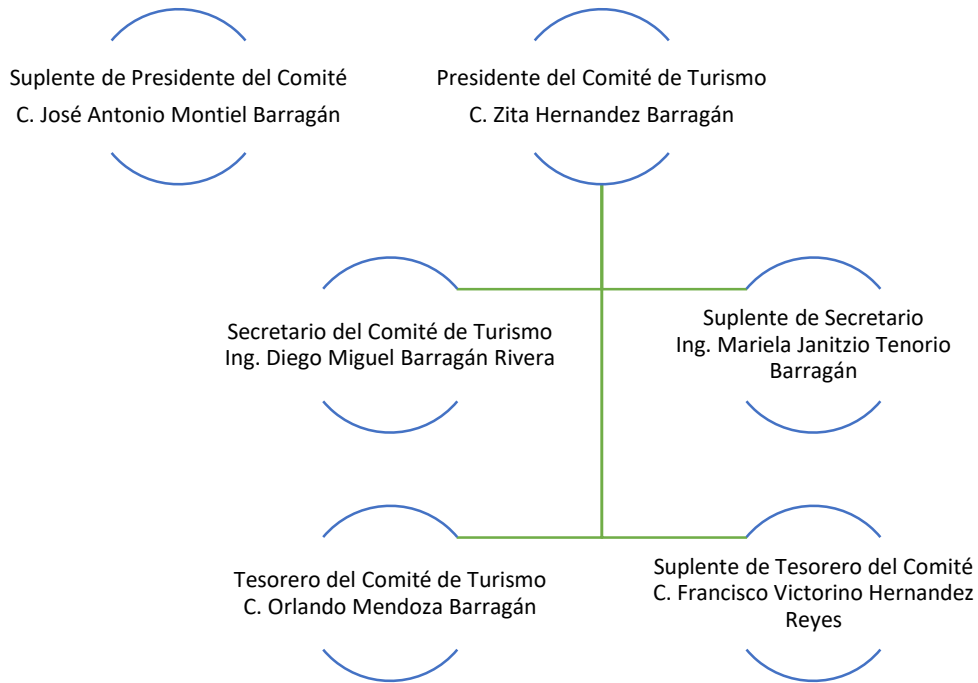 Suplente de Presidente del Comité
C. José Antonio Montiel Barragán
Presidente del Comité de Turismo
C. Zita Hernandez Barragán
Secretario del Comité de Turismo
Ing. Diego Miguel Barragán Rivera
Suplente de Secretario
Ing. Mariela Janitzio Tenorio
Barragán
Tesorero del Comité de Turismo
C. Orlando Mendoza Barragán
Suplente de Tesorero del Comité
C. Francisco Victorino Hernandez
Reyes